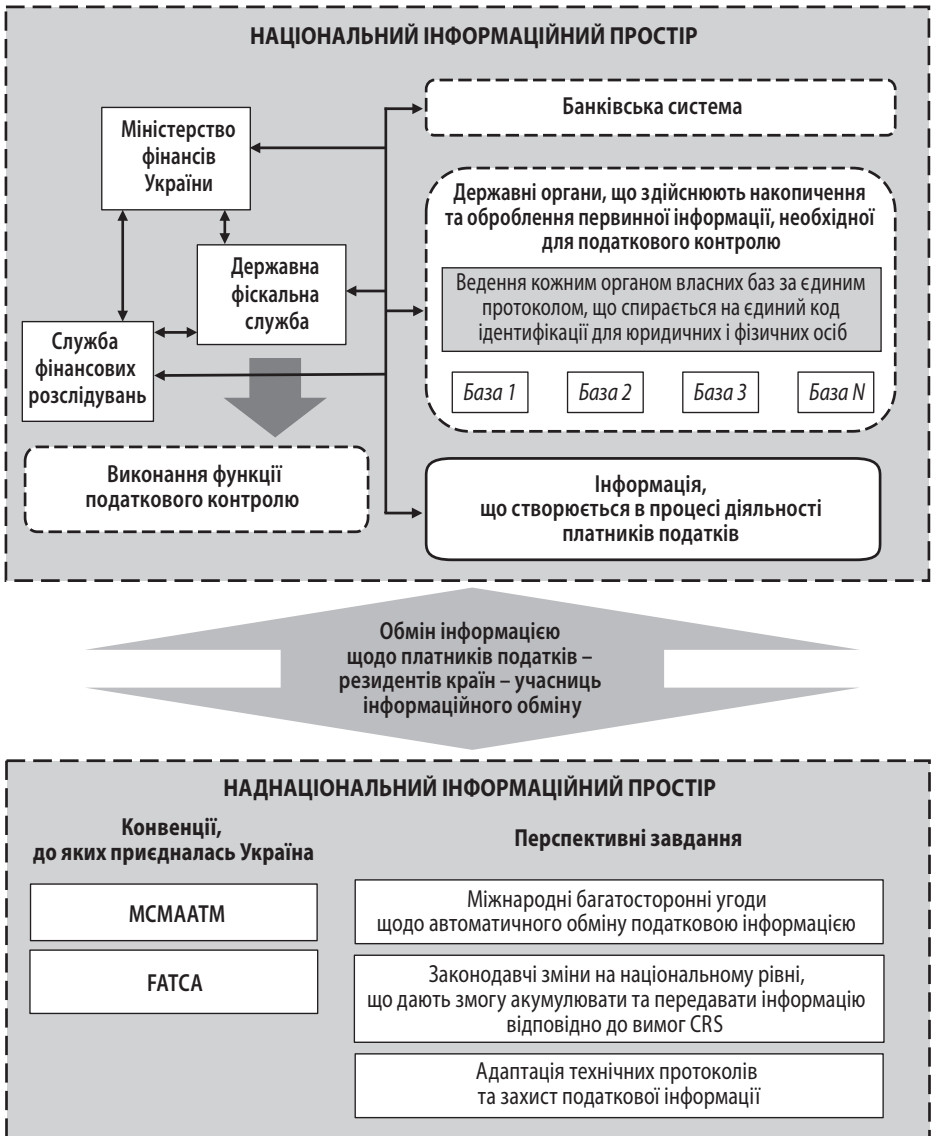 НАЦІОНАЛЬНИЙ ІНФОРМАЦІЙНИЙ ПРОСТІР
Міністерство
фінансів
України
Державна
фіскальна
служба
Служба
фінансових
розслідувань
Виконання функції
податкового контролю
Банківська система
Державні органи, що здійснюють накопичення
та оброблення первинної інформації, необхідної
для податкового контролю
Ведення кожним органом власних баз за єдиним
протоколом, що спирається на єдиний код
ідентифікації для юридичних і фізичних осіб
База 1 База 2 База 3 База N
Інформація,
що створюється в процесі діяльності
платників податків
Обмін інформацією
щодо платників податків –
резидентів країн – учасниць
інформаційного обміну
НАДНАЦІОНАЛЬНИЙ ІНФОРМАЦІЙНИЙ ПРОСТІР
Конвенції,
до яких приєдналась Україна
MCMAATM
FATCA
Перспективні завдання
Міжнародні багатосторонні угоди
щодо автоматичного обміну податковою інформацією
Законодавчі зміни на національному рівні,
що дають змогу акумулювати та передавати інформацію
відповідно до вимог CRS
Адаптація технічних протоколів
та захист податкової інформації